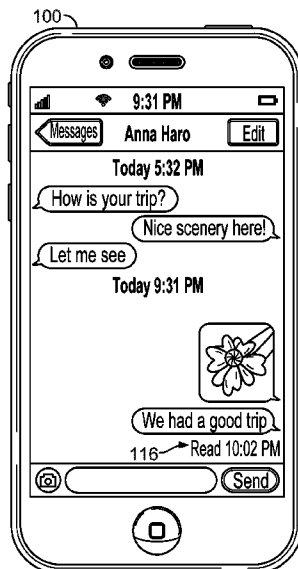 100
9:31 PM
Messages Anna Haro Edit
Today 5:32 PM
How is your trip?
Nice scenery here!
Let me see
Today 9:31 PM
We had a good trip
116 Read 10:02 PM
Send